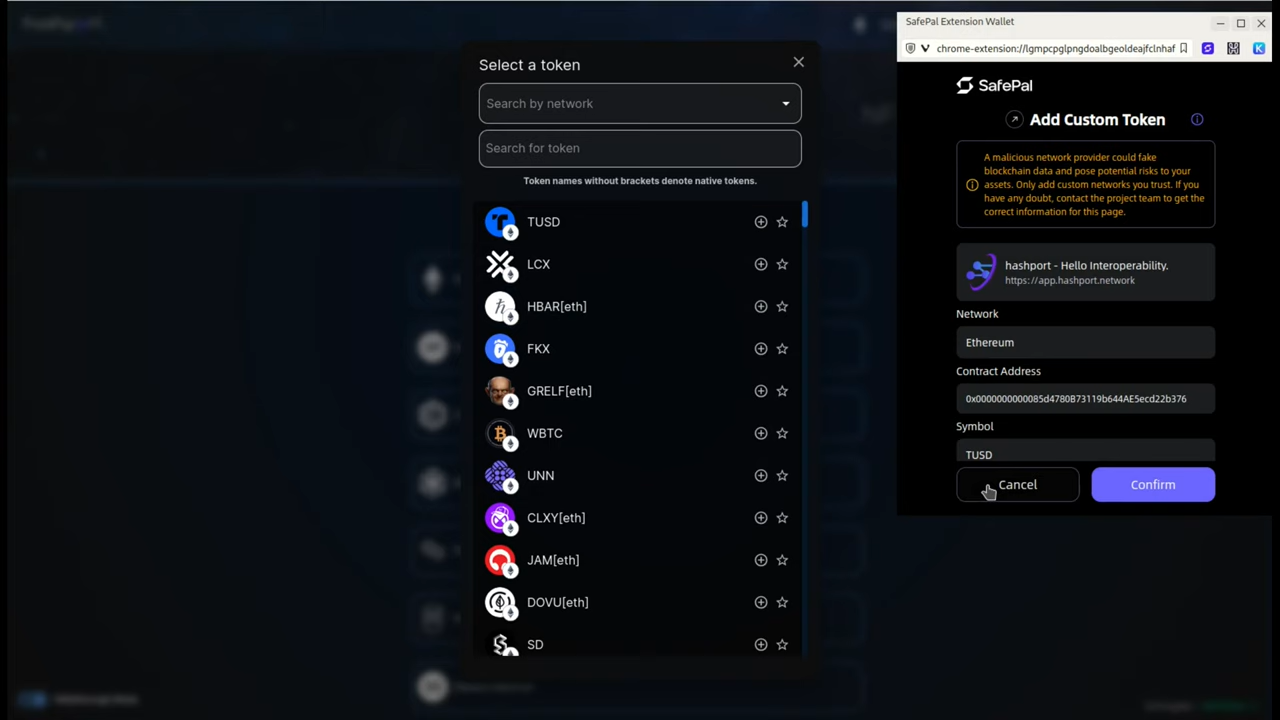 Select a token
Search by network
Search for token
Token names without brackets denote native tokens.
TUSD
LCX
HBAR[eth]
FKX
GRELF[eth]
WBTC
UNN
CLXY[eth]
JAM[eth]
DOVU[eth]
SD
SafePal Extension Wallet
chrome-extension://lgmpcpglpngdoalbgeoldeajfclnhaf
SafePal
Add Custom Token
A malicious network provider could fake
blockchain data and pose potential risks to your
assets. Only add custom networks you trust. If you
have any doubt, contact the project team to get the
correct information for this page.
hashport - Hello Interoperability.
https://app.hashport.network
Network
Ethereum
Contract Address
0x0000000000085d4780B73119b644AE5ecd22b376
Symbol
TUSD
Cancel
Confirm